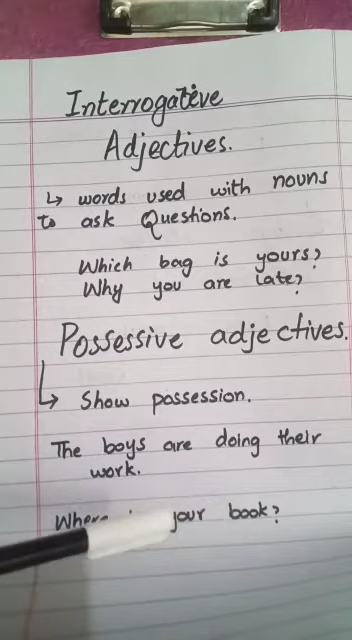 Interrogative
Adjectives.
↳ words used with nouns
to ask Questions.
Which bag is yours?
Why you are late?
Possessive adjectives.
↳ Show possession.
The boys are doing their
work.
Where your book?